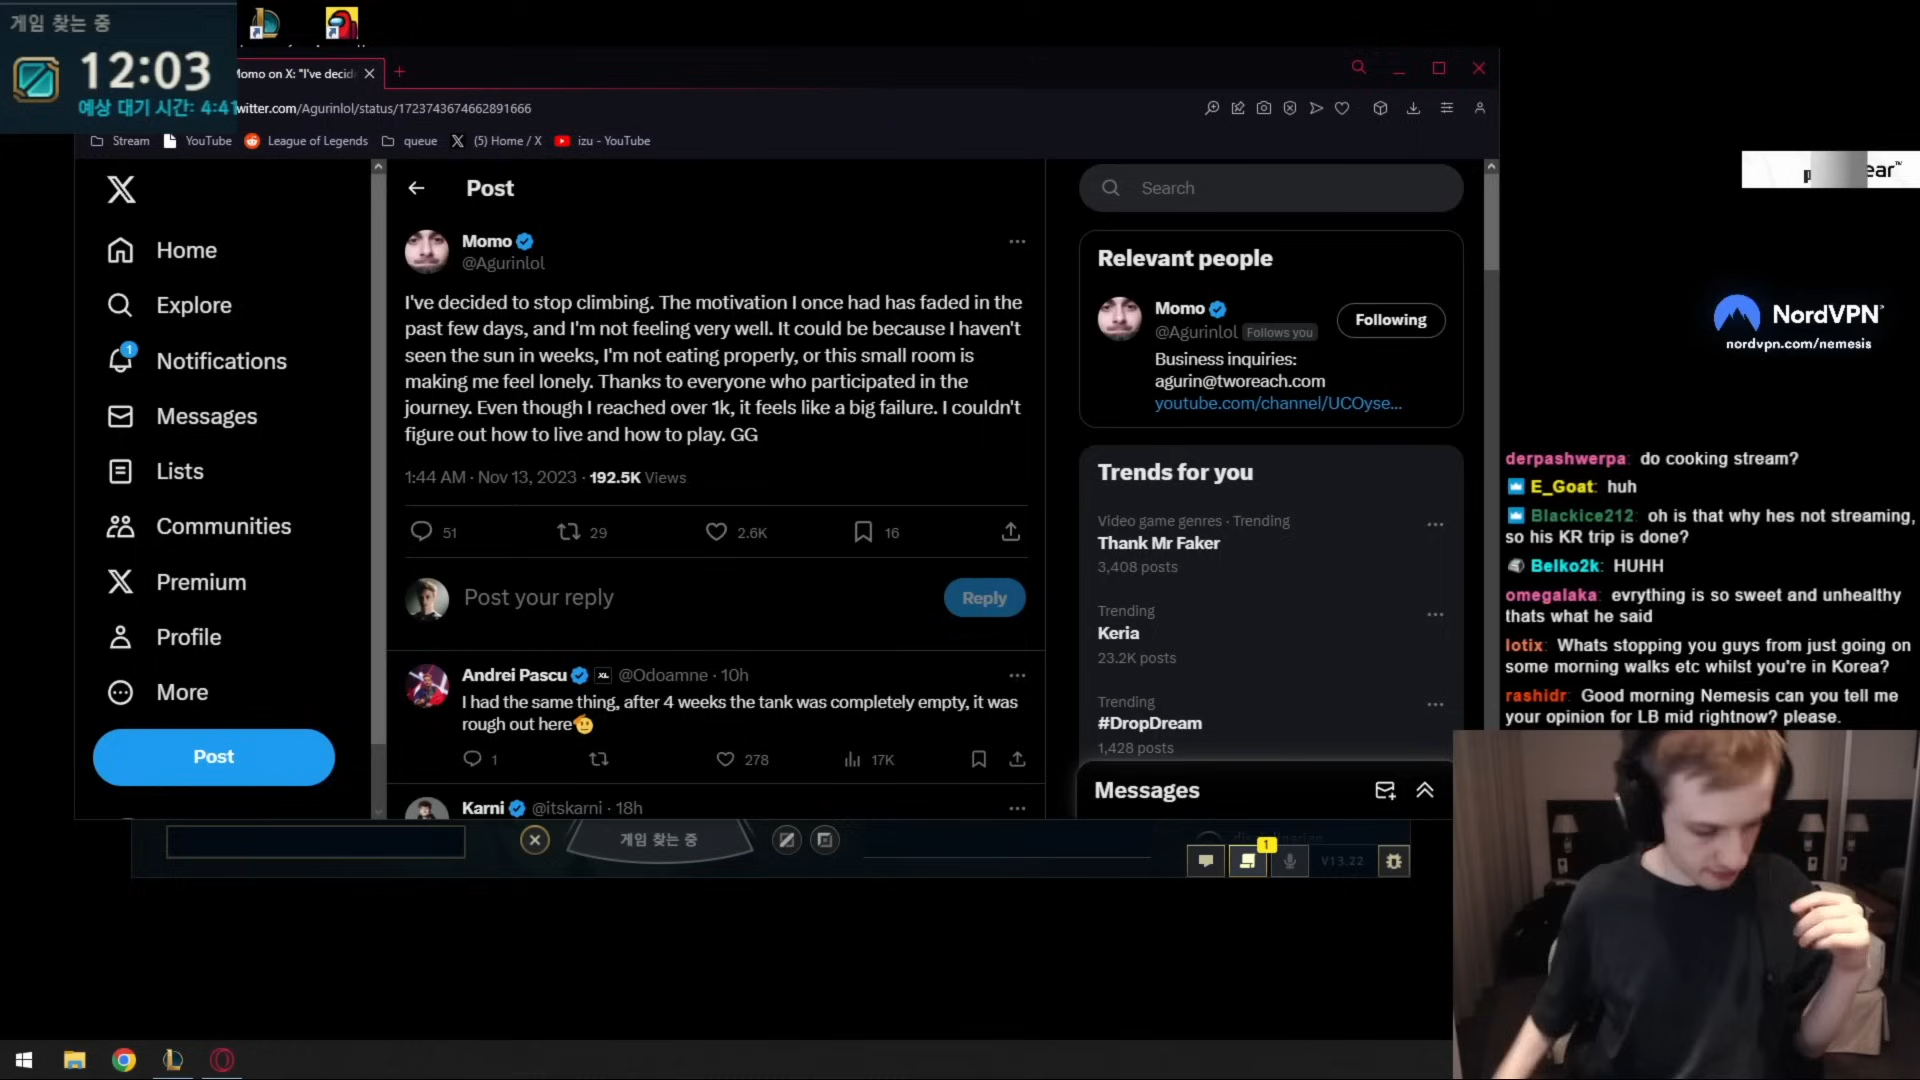 게임 찾는 중
12:03
예상 대기 시간: 4:41
Momo on X: "I've decid
witter.com/Agurinlol/status/1723743674662891666
Stream
YouTube
League of Legends
queue
(5) Home / X
izu - YouTube
Home
Explore
1
Notifications
Messages
Lists
Communities
Premium
Profile
More
Post
Post
Momo
@Agurinlol
I've decided to stop climbing. The motivation I once had has faded in the
past few days, and I'm not feeling very well. It could be because I haven't
seen the sun in weeks, I'm not eating properly, or this small room is
making me feel lonely. Thanks to everyone who participated in the
journey. Even though I reached over 1k, it feels like a big failure. I couldn't
figure out how to live and how to play. GG
1:44 AM · Nov 13, 2023 · 192.5K Views
51
29
2.6K
16
Post your reply
Reply
Andrei Pascu XL @Odoamne · 10h
I had the same thing, after 4 weeks the tank was completely empty, it was
rough out here
1
278
17K
Karni @itskarni · 18h
Search
Relevant people
Momo
@Agurinlol Follows you
Following
Business inquiries:
agurin@tworeach.com
youtube.com/channel/UCOyse...
Trends for you
Video game genres · Trending
Thank Mr Faker
3,408 posts
Trending
Keria
23.2K posts
Trending
#DropDream
1,428 posts
Messages
게임 찾는 중
1
V13.22
ear™
NordVPN®
nordvpn.com/nemesis
derpashwerpa: do cooking stream?
E_Goat: huh
Blackice212: oh is that why hes not streaming,
so his KR trip is done?
Belko2k: HUHH
omegalaka: evrything is so sweet and unhealthy
thats what he said
lotix: Whats stopping you guys from just going on
some morning walks etc whilst you're in Korea?
rashidr: Good morning Nemesis can you tell me
your opinion for LB mid rightnow? please.